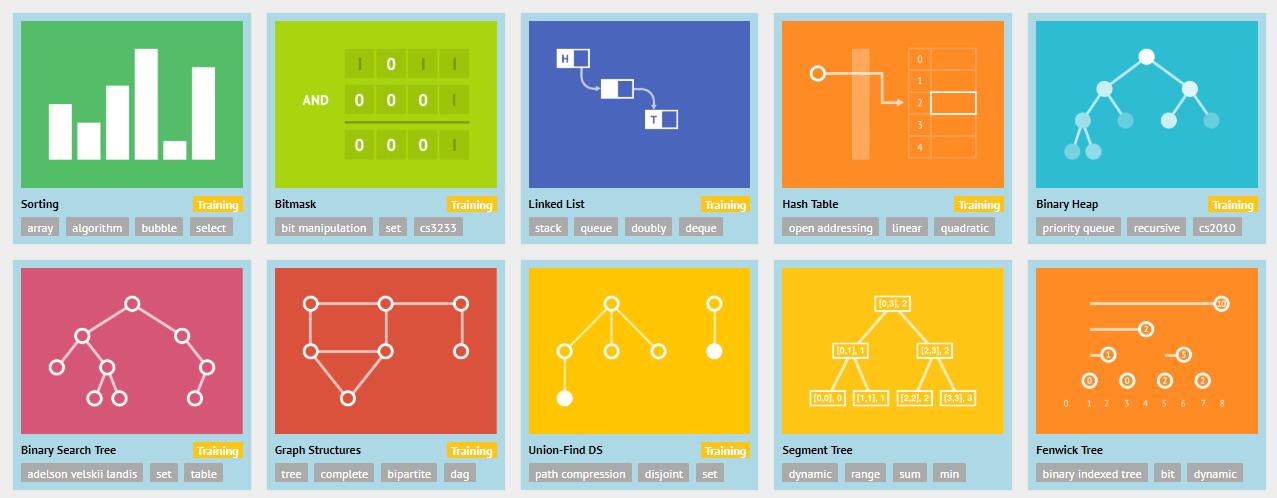 I 0 I I
AND 0 0 0 I
0 0 0 I
H
T
0
1
2
3
4
Sorting Training
array algorithm bubble select
Bitmask Training
bit manipulation set cs3233
Linked List Training
stack queue doubly deque
Hash Table Training
open addressing linear quadratic
Binary Heap Training
priority queue recursive cs2010
[0,3], 2
[0,1], 1 [2,3], 2
[0,0], 0 [1,1], 1 [2,2], 2 [3,3], 3
10
2
1 5
0 0 2 2
0 1 2 3 4 5 6 7 8
Binary Search Tree Training
adelson velskii landis set table
Graph Structures Training
tree complete bipartite dag
Union-Find DS Training
path compression disjoint set
Segment Tree
dynamic range sum min
Fenwick Tree
binary indexed tree bit dynamic